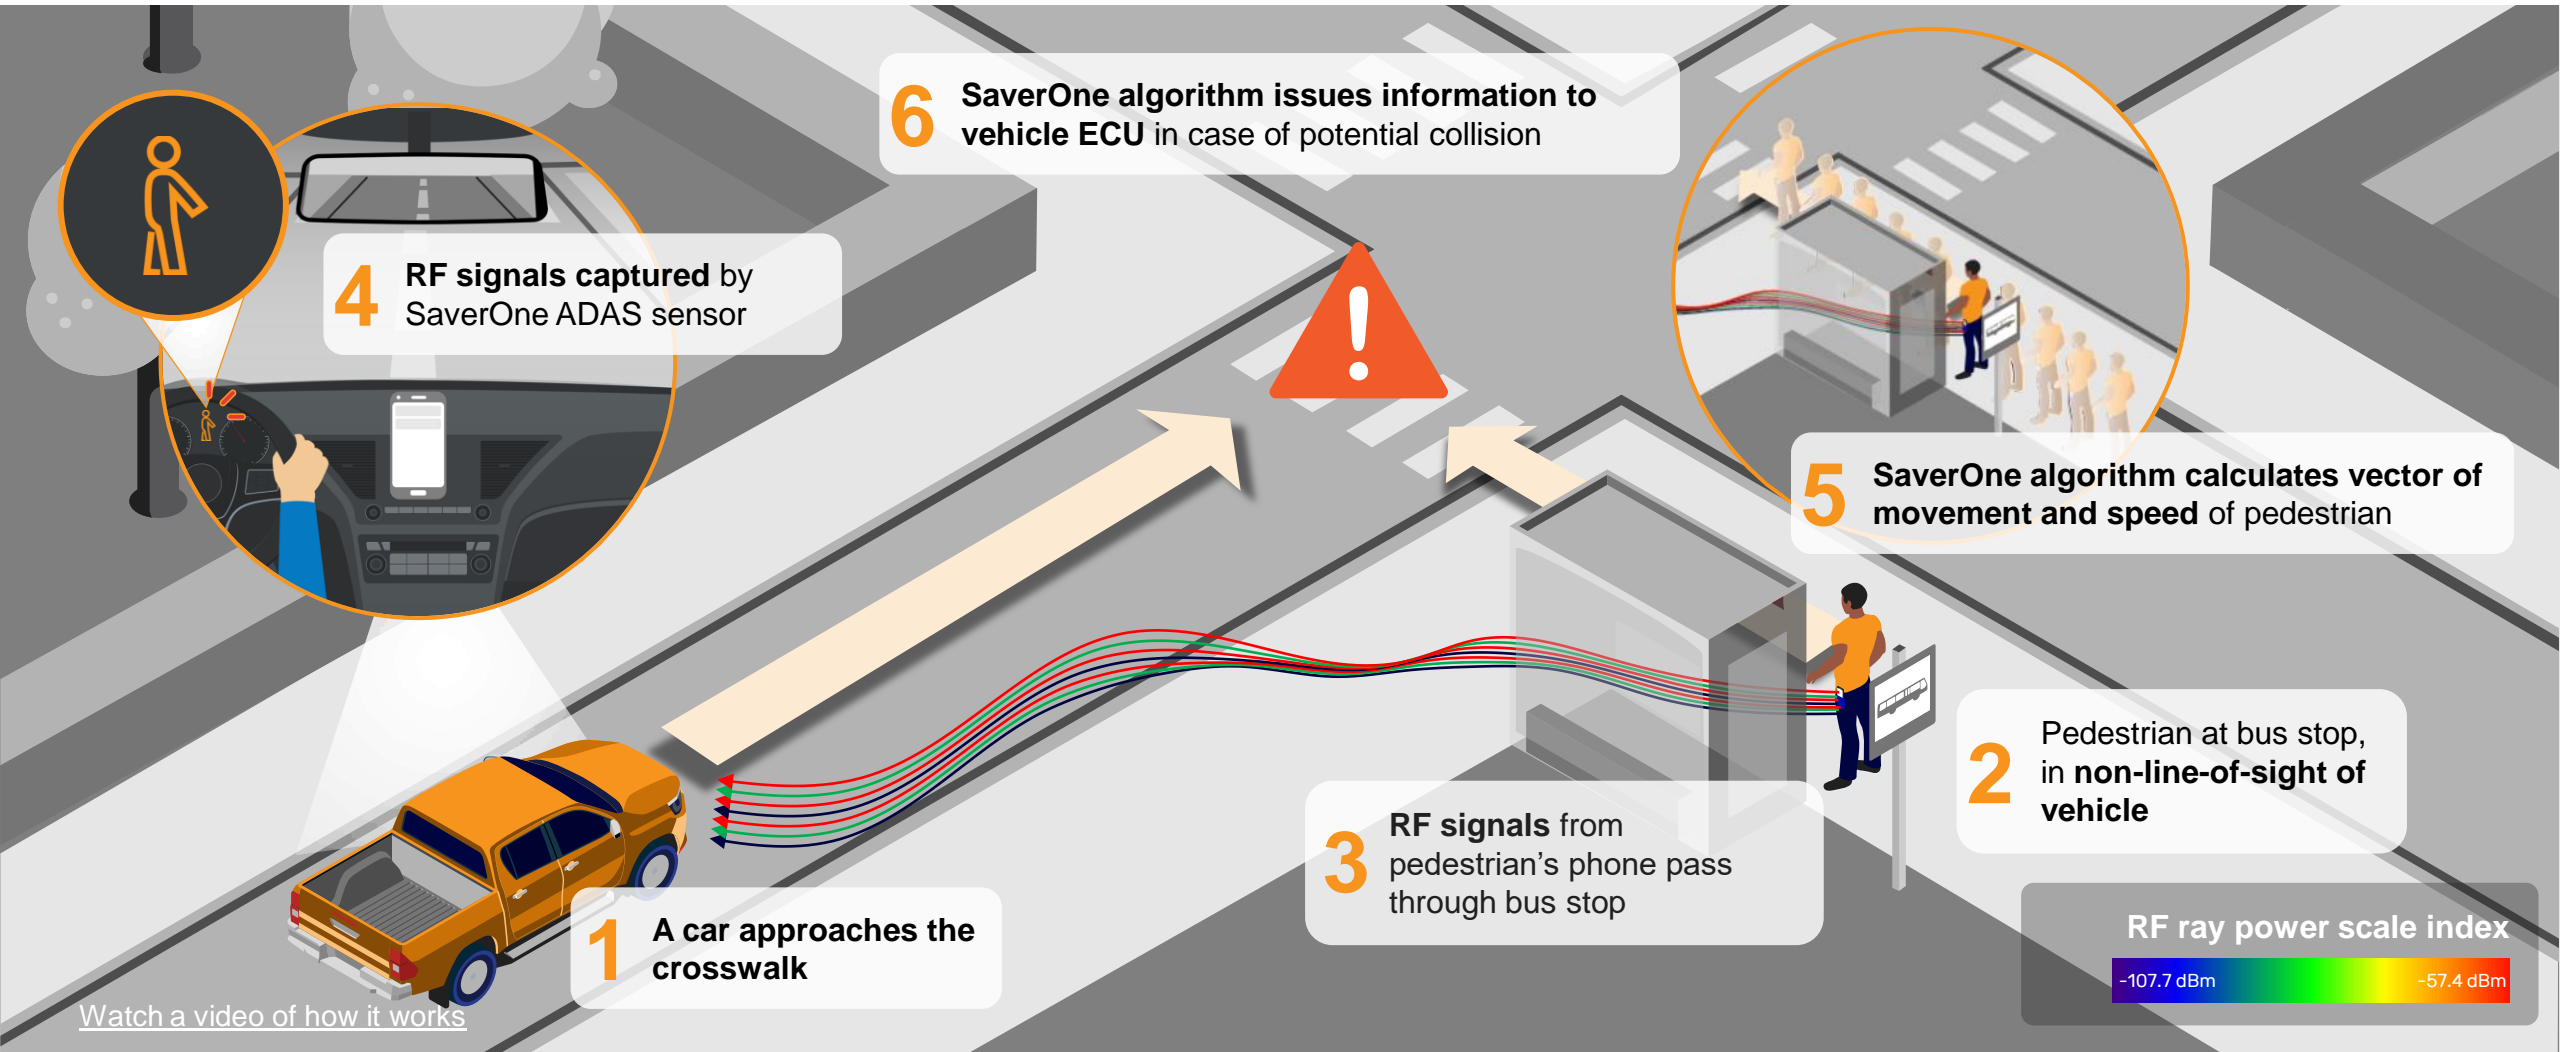 6
SaverOne algorithm issues information to
vehicle ECU in case of potential collision
4
RF signals captured by
SaverOne ADAS sensor
5
SaverOne algorithm calculates vector of
movement and speed of pedestrian
2
Pedestrian at bus stop,
in non-line-of-sight of
vehicle
3
RF signals from
pedestrian’s phone pass
through bus stop
1
A car approaches the
crosswalk
RF ray power scale index
-107.7 dBm
-57.4 dBm
Watch a video of how it works